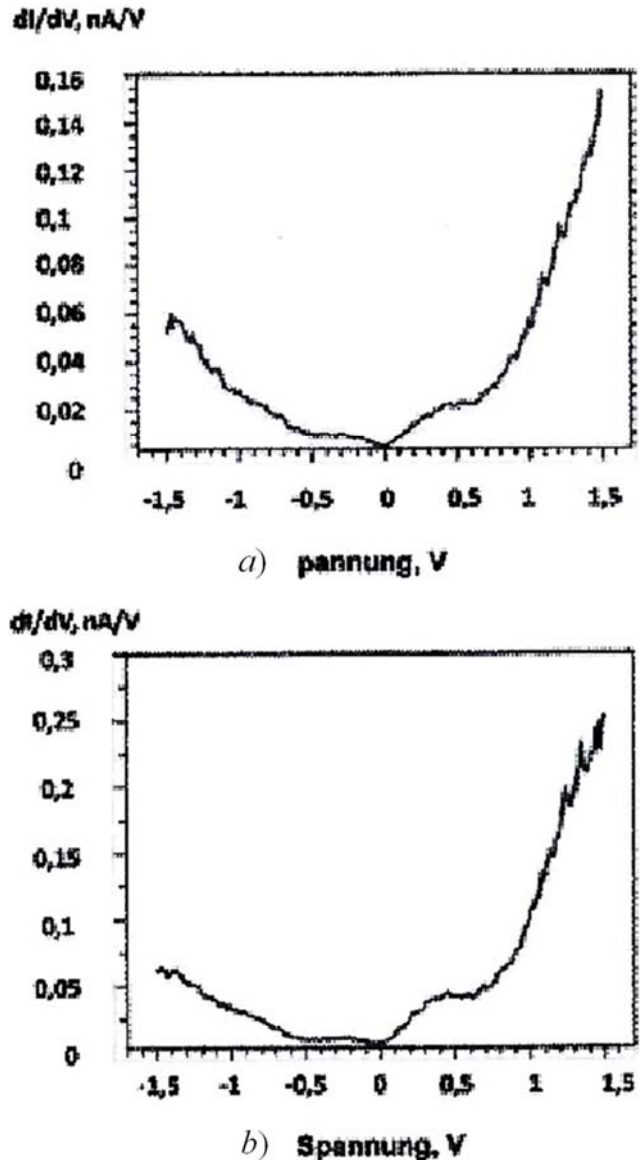 dI/dV, nA/V
0,16
0,14
0,12
0,1
0,08
0,06
0,04
0,02
0
-1,5 -1 -0,5 0 0,5 1 1,5
a) pannung, V
dI/dV, nA/V
0,3
0,25
0,2
0,15
0,1
0,05
0
-1,5 -1 -0,5 0 0,5 1 1,5
b) Spannung, V